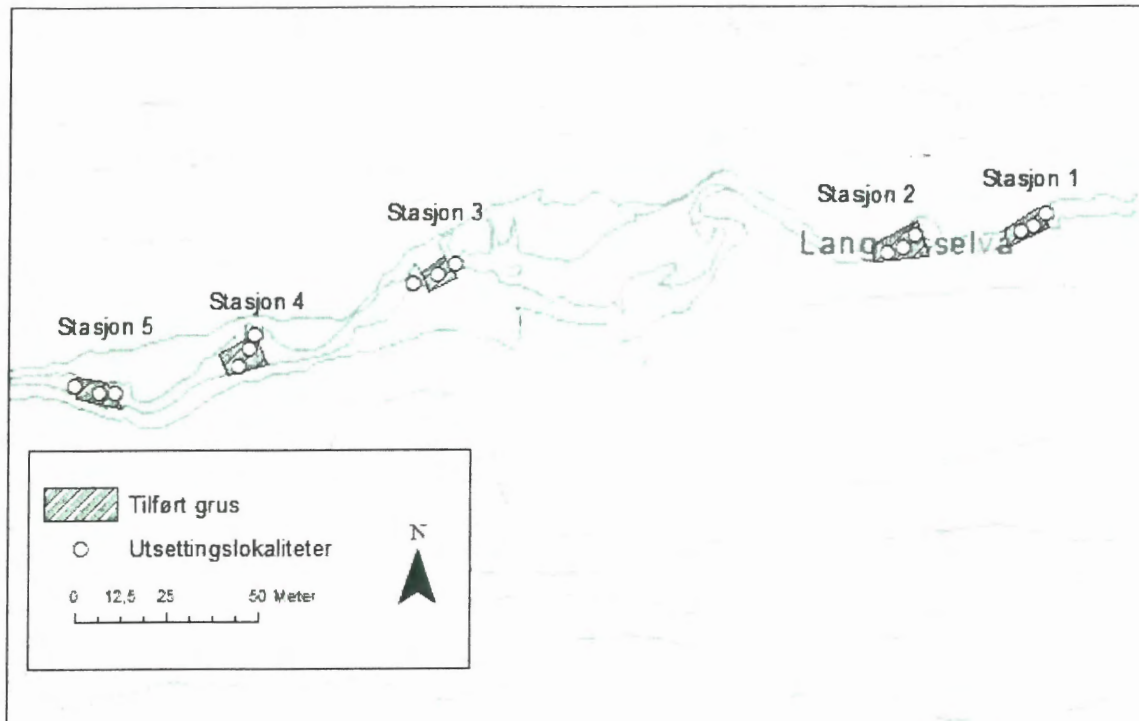 Stasjon 1
Stasjon 2
Stasjon 3
Stasjon 4
Stasjon 5
Tilført grus
Utsettingslokaliteter
N
0 12,5 25 50 Meter